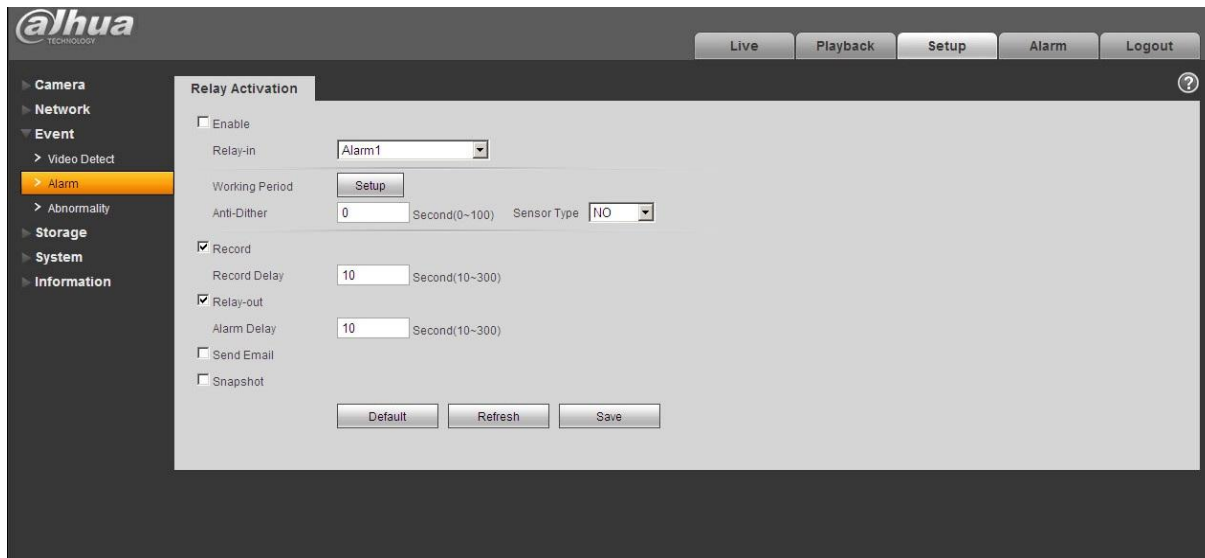 alhua
TECHNOLOGY
Live Playback Setup Alarm Logout
Camera
Network
Event
> Video Detect
> Alarm
> Abnormality
Storage
System
Information
Relay Activation
?
Enable
Relay-in Alarm1
Working Period Setup
Anti-Dither 0 Second(0~100) Sensor Type NO
Record
Record Delay 10 Second(10~300)
Relay-out
Alarm Delay 10 Second(10~300)
Send Email
Snapshot
Default Refresh Save